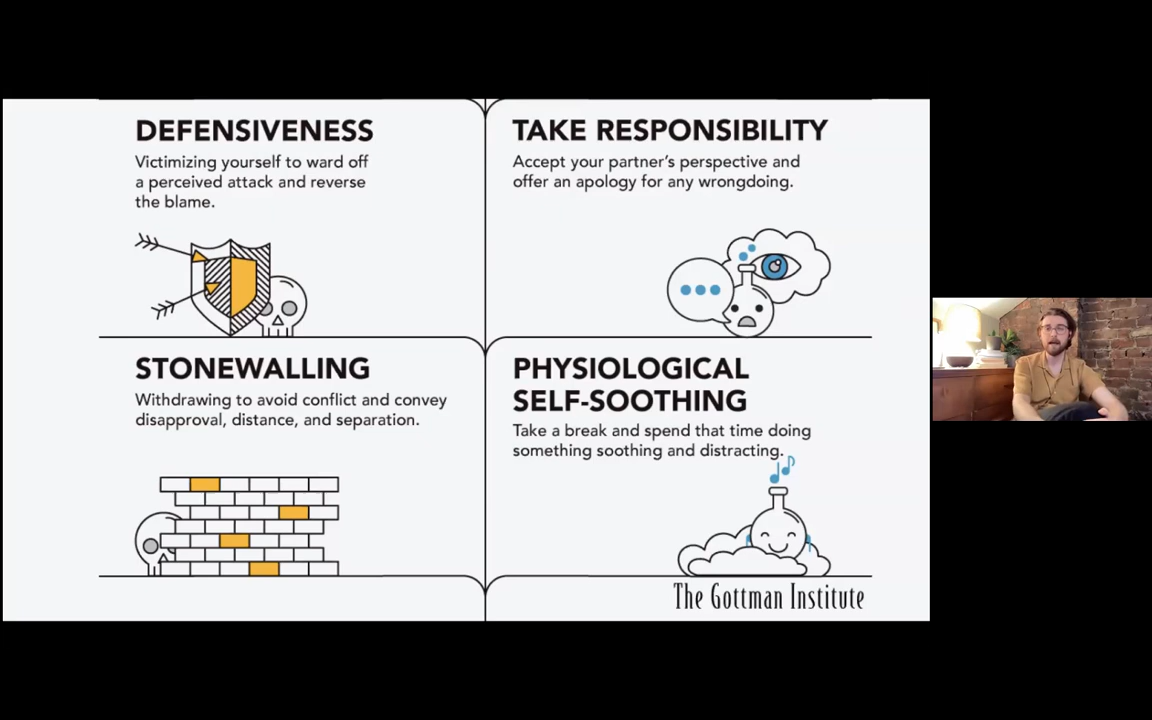 DEFENSIVENESS
Victimizing yourself to ward off
a perceived attack and reverse
the blame.
TAKE RESPONSIBILITY
Accept your partner's perspective and
offer an apology for any wrongdoing.
STONEWALLING
Withdrawing to avoid conflict and convey
disapproval, distance, and separation.
PHYSIOLOGICAL
SELF-SOOTHING
Take a break and spend that time doing
something soothing and distracting.
The Gottman Institute